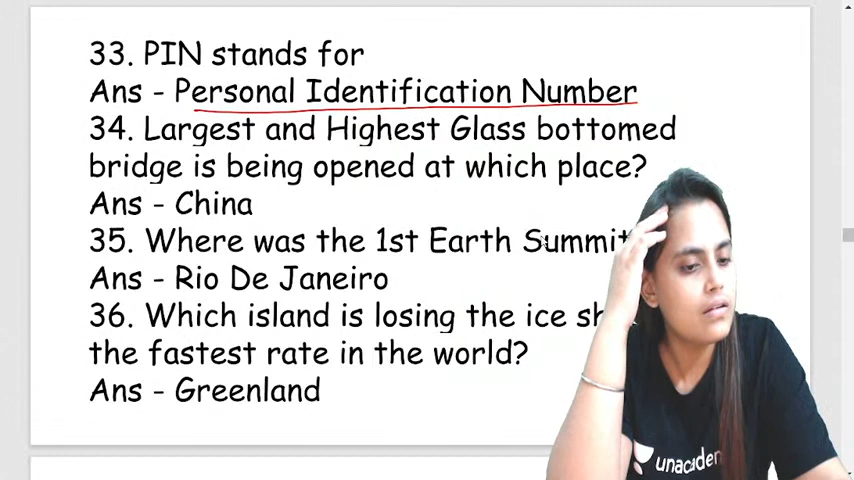 33. PIN stands for
Ans - Personal Identification Number
34. Largest and Highest Glass bottomed
bridge is being opened at which place?
Ans - China
35. Where was the 1st Earth Summit
Ans - Rio De Janeiro
36. Which island is losing the ice
the fastest rate in the world?
Ans - Greenland